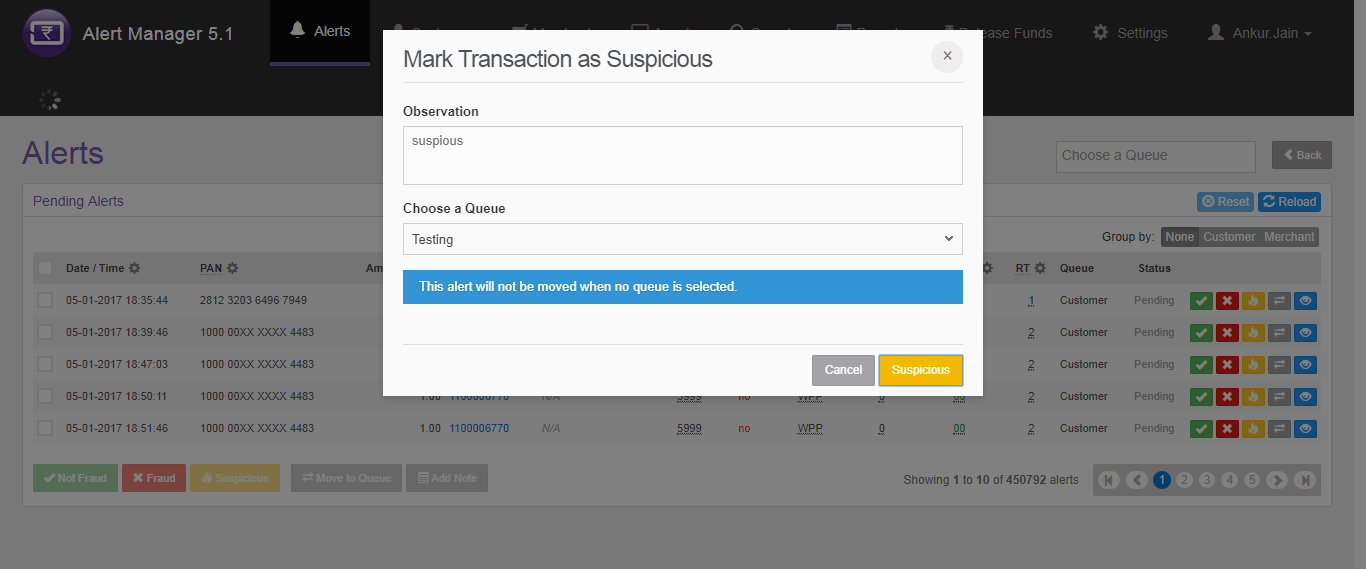 Alert Manager 5.1
Alerts
Release Funds
Settings
Ankur.Jain
Mark Transaction as Suspicious
Observation
suspious
Choose a Queue
Testing
This alert will not be moved when no queue is selected.
Cancel Suspicious
Alerts
Choose a Queue
Back
Pending Alerts
Reset Reload
Group by: None Customer Merchant
Date / Time PAN Am RT Queue Status
05-01-2017 18:35:44 2812 3203 6496 7949 1 Customer Pending
05-01-2017 18:39:46 1000 00XX XXXX 4483 2 Customer Pending
05-01-2017 18:47:03 1000 00XX XXXX 4483 2 Customer Pending
05-01-2017 18:50:11 1000 00XX XXXX 4483 1.00 1100006770 N/A 5999 no WPP 0 00 2 Customer Pending
05-01-2017 18:51:46 1000 00XX XXXX 4483 1.00 1100006770 N/A 5999 no WPP 0 00 2 Customer Pending
Not Fraud Fraud Suspicious Move to Queue Add Note
Showing 1 to 10 of 450792 alerts
1 2 3 4 5